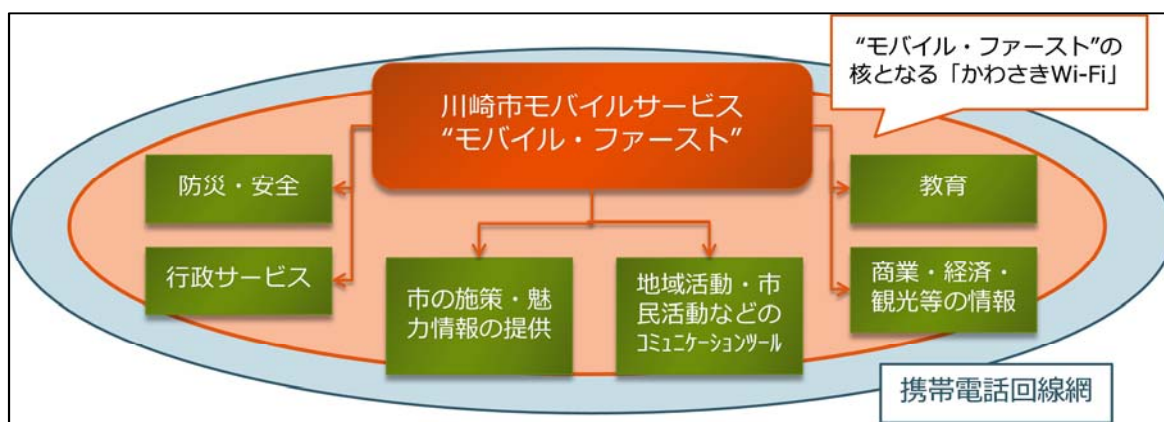 “モバイル・ファースト”の
核となる「かわさきWi-Fi」
川崎市モバイルサービス
“モバイル・ファースト”
防災・安全
行政サービス
市の施策・魅
力情報の提供
地域活動・市
民活動などの
ｺﾐｭﾆｹｰｼｮﾝﾂｰﾙ
教育
商業・経済・
観光等の情報
携帯電話回線網